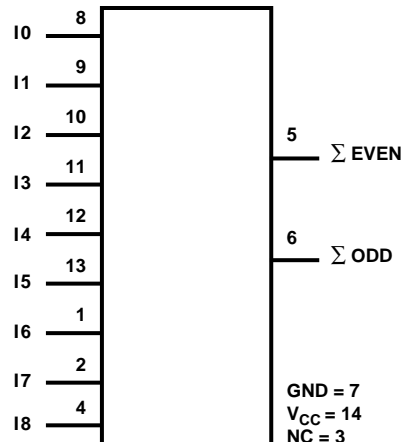 I0 8
I1 9
I2 10
I3 11
I4 12
I5 13
I6 1
I7 2
I8 4
5 Σ EVEN
6 Σ ODD
GND = 7
VCC = 14
NC = 3